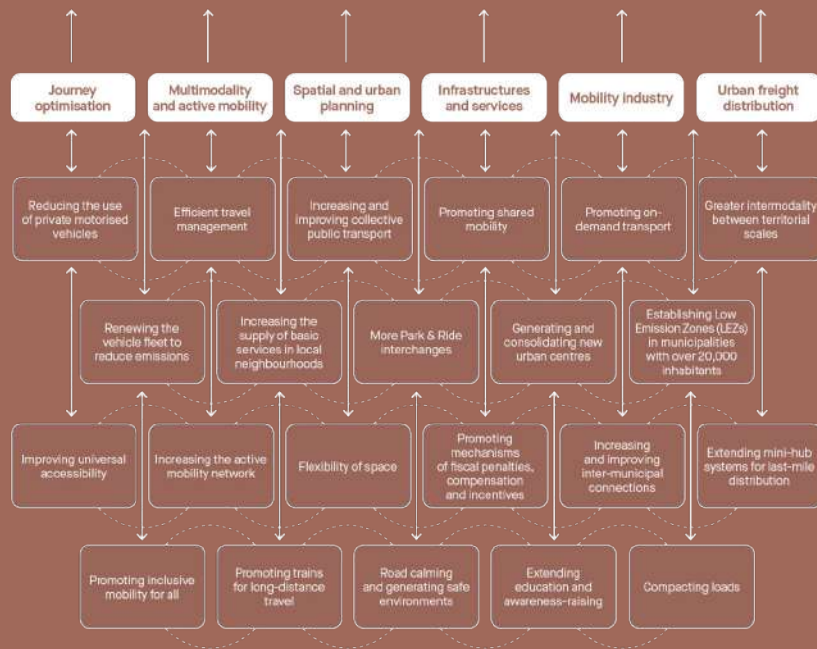 Journey
optimisation
Multimodality
and active mobility
Spatial and urban
planning
Infrastructures
and services
Mobility industry
Urban freight
distribution
Reducing the use
of private motorised
vehicles
Efficient travel
management
Increasing and
improving collective
public transport
Promoting shared
mobility
Promoting on-
demand transport
Greater intermodality
between territorial
scales
Renewing the
vehicle fleet to
reduce emissions
Increasing the
supply of basic
services in local
neighbourhoods
More Park & Ride
interchanges
Generating and
consolidating new
urban centres
Establishing Low
Emission Zones (LEZs)
in municipalities
with over 20,000
inhabitants
Improving universal
accessibility
Increasing the active
mobility network
Flexibility of space
Promoting
mechanisms
of fiscal penalties,
compensation
and incentives
Increasing
and improving
inter-municipal
connections
Extending mini-hub
systems for last-mile
distribution
Promoting inclusive
mobility for all
Promoting trains
for long-distance
travel
Road calming
and generating safe
environments
Extending
education and
awareness-raising
Compacting loads